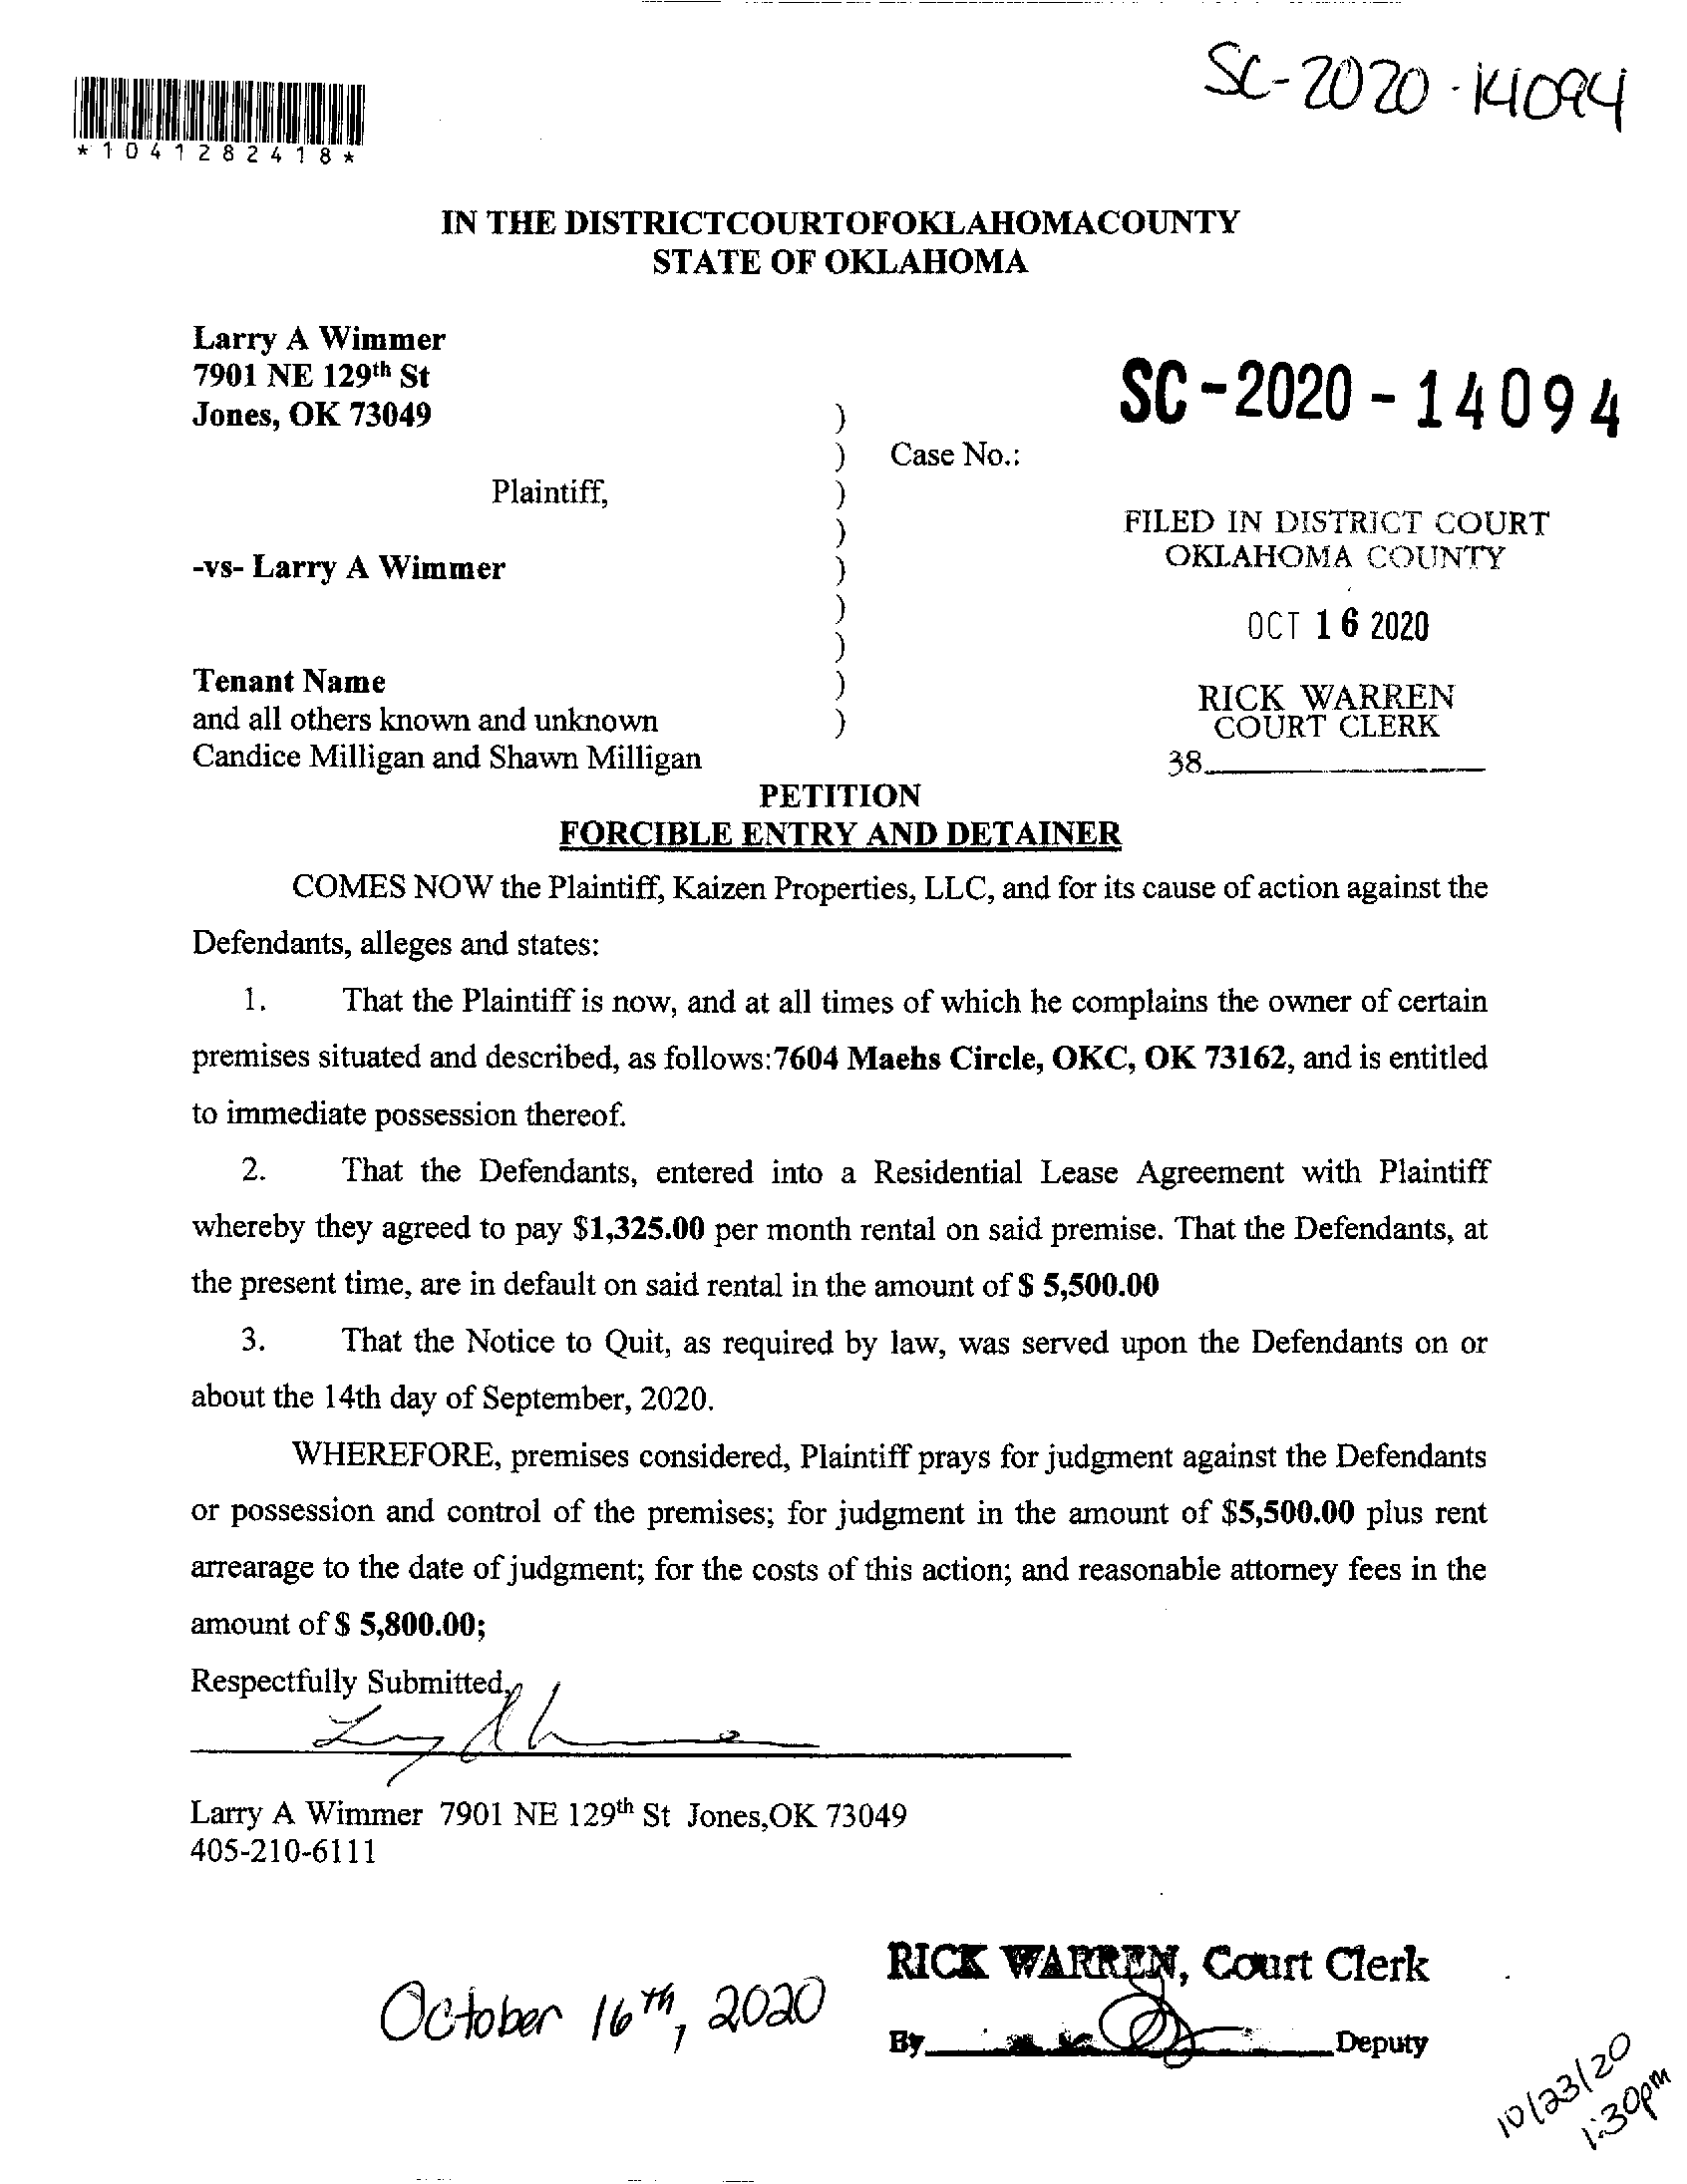 SC-2020-14094
*1041282418*
IN THE DISTRICTCOURTOFOKLAHOMACOUNTY
STATE OF OKLAHOMA
Larry A Wimmer
7901 NE 129th St
Jones, OK 73049
)
SC-2020-14094
) Case No.:
Plaintiff, )
)
FILED IN DISTRICT COURT
OKLAHOMA COUNTY
-vs- Larry A Wimmer )
)
OCT 16 2020
)
Tenant Name )
RICK WARREN
COURT CLERK
and all others known and unknown )
Candice Milligan and Shawn Milligan
38
PETITION
FORCIBLE ENTRY AND DETAINER
COMES NOW the Plaintiff, Kaizen Properties, LLC, and for its cause of action against the
Defendants, alleges and states:
1. That the Plaintiff is now, and at all times of which he complains the owner of certain
premises situated and described, as follows:7604 Maehs Circle, OKC, OK 73162, and is entitled
to immediate possession thereof.
2. That the Defendants, entered into a Residential Lease Agreement with Plaintiff
whereby they agreed to pay $1,325.00 per month rental on said premise. That the Defendants, at
the present time, are in default on said rental in the amount of $ 5,500.00
3. That the Notice to Quit, as required by law, was served upon the Defendants on or
about the 14th day of September, 2020.
WHEREFORE, premises considered, Plaintiff prays for judgment against the Defendants
or possession and control of the premises; for judgment in the amount of $5,500.00 plus rent
arrearage to the date of judgment; for the costs of this action; and reasonable attorney fees in the
amount of $ 5,800.00;
Respectfully Submitted,
Larry A Wimmer 7901 NE 129th St Jones,OK 73049
405-210-6111
RICK WARREN, Court Clerk
October 16th, 2020
By Deputy
10/23/20
1:30pm